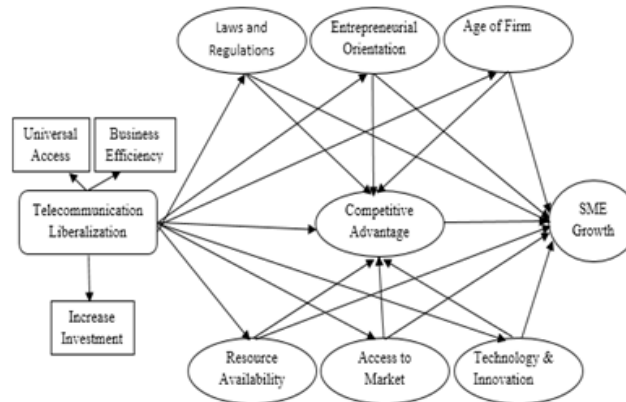 Laws and
Regulations
Entrepreneurial
Orientation
Age of Firm
Universal
Access
Business
Efficiency
Telecommunication
Liberalization
Competitive
Advantage
SME
Growth
Increase
Investment
Resource
Availability
Access to
Market
Technology &
Innovation